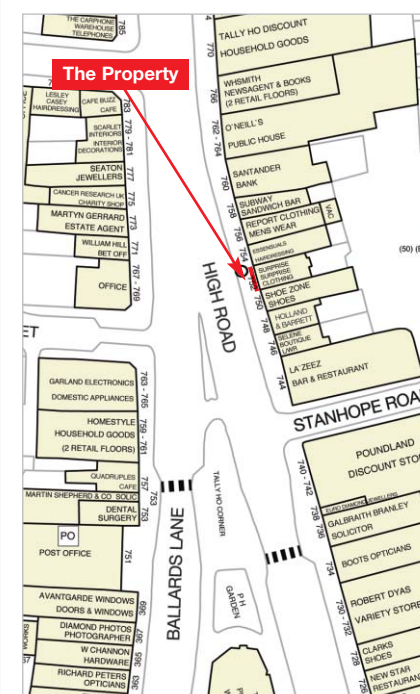 THE CARPHONE
WAREHOUSE
TELEPHONES
785
The Property
LESLEY
CASEY
HAIRDRESSING
CAFE BUZZ
CAFE
783
SCARLET
INTERIORS
INTERIOR
DECORATIONS
779 -
781
SEATON
JEWELLERS
777
CANCER RESEARCH UK
CHARITY SHOP
775
MARTYN GERRARD
ESTATE AGENT
773
WILLIAM HILL
BET OFF
771
OFFICE
767 -
769
ET
GARLAND ELECTRONICS
DOMESTIC APPLIANCES
763 -
765
HOMESTYLE
HOUSEHOLD GOODS
(2 RETAIL FLOORS)
759
- 761
QUADRUPLES
CAFE
757
MARTIN SHEPHERD & CO SOLIC
753
DENTAL
SURGERY
753
PO
POST OFFICE
751
AVANTGARDE WINDOWS
DOORS & WINDOWS
369
DIAMOND PHOTOS
PHOTOGRAPHER
367
W CHANNON
HARDWARE
365
RICHARD PETERS
OPTICIANS
363
WORKS
37
HIGH ROAD
BALLARDS LANE
TALLY HO CORNER
P H
GARDEN
4
TALLY HO DISCOUNT
HOUSEHOLD GOODS
770
WHSMITH
NEWSAGENT & BOOKS
(2 RETAIL FLOORS)
766
O'NEILL'S
PUBLIC HOUSE
762 -
764
SANTANDER
BANK
760
SUBWAY
SANDWICH BAR
758
REPORT CLOTHING
MENS WEAR
756
VAC
ESSENSUALS
HAIRDRESSING
754
SURPRISE
SURPRISE
CLOTHING
752
SHOE ZONE
SHOES
750
HOLLAND
& BARRETT
748
SELENE
BOUTIQUE
L/WR
746
LA' ZEEZ
BAR & RESTAURANT
744
(50)
STANHOPE ROA
POUNDLAND
DISCOUNT STO
740 - 742
EURO DIAMOND JEWELLERS
738
GALBRAITH BRANLEY
SOLICITOR
736
BOOTS OPTICIANS
734
ROBERT DYAS
VARIETY STORE
730 - 732
CLARKS
SHOES
728
NEW STAR
RESTAURAN
726